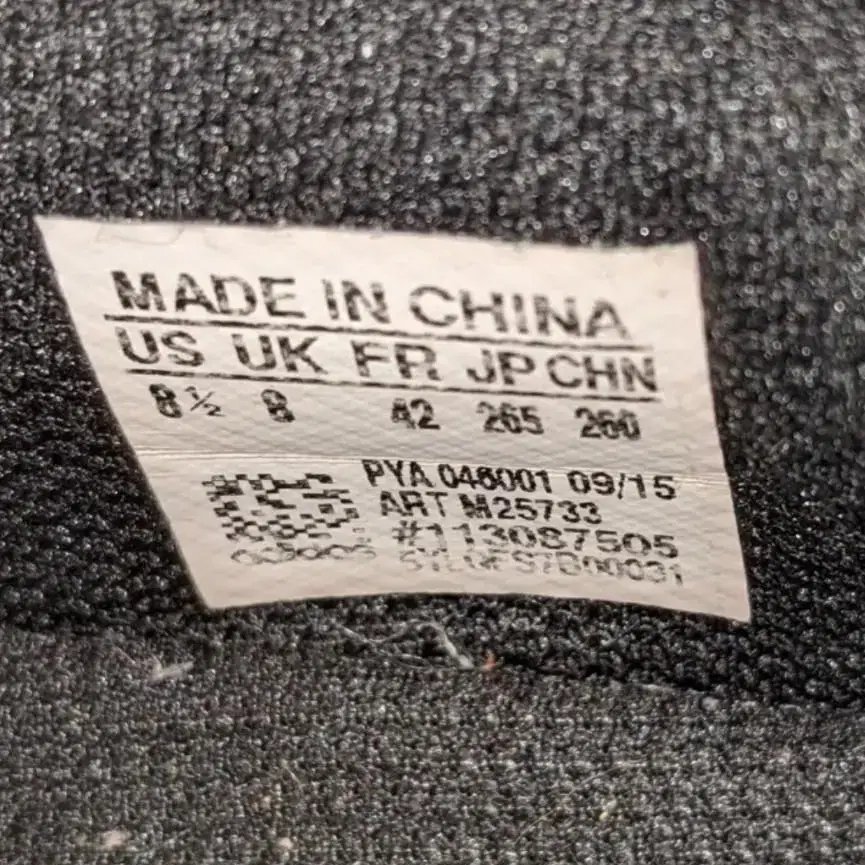 MADE IN CHINA
US UK FR JP CHN
8½ 8 42 265 260
PYA 046001 09/15
ART M25733
#113087505
adidas